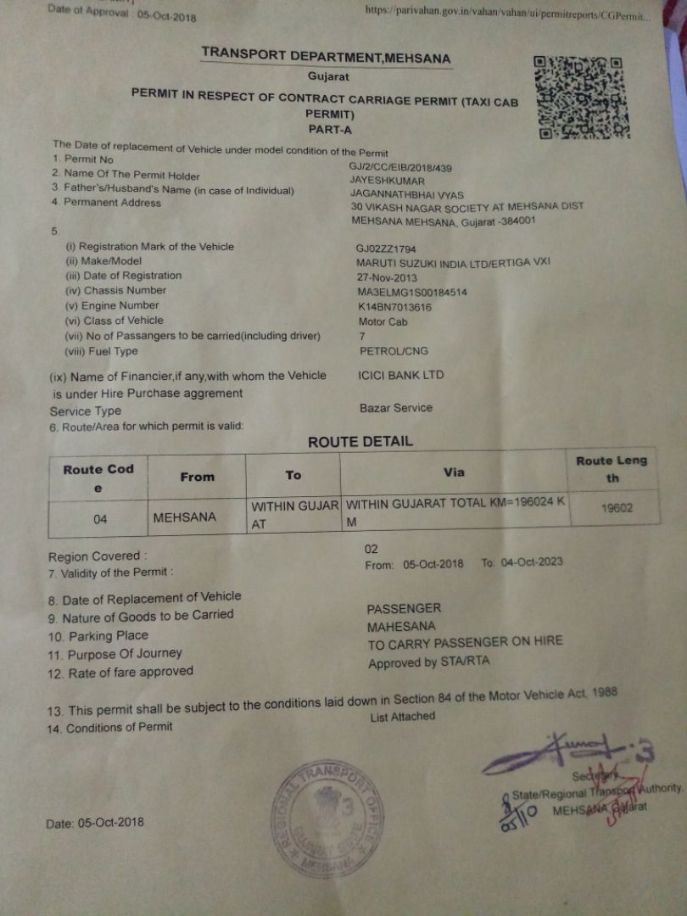 Date of Approval : 05-Oct-2018
https://parivahan.gov.in/vahan/vahan/ui/permitreports/CGPermit...
TRANSPORT DEPARTMENT,MEHSANA
Gujarat
PERMIT IN RESPECT OF CONTRACT CARRIAGE PERMIT (TAXI CAB
PERMIT)
PART-A
The Date of replacement of Vehicle under model condition of the Permit
1. Permit No GJ/2/CC/EIB/2018/439
2. Name Of The Permit Holder JAYESHKUMAR
3. Father's/Husband's Name (in case of Individual) JAGANNATHBHAI VYAS
4. Permanent Address 30 VIKASH NAGAR SOCIETY AT MEHSANA DIST
MEHSANA MEHSANA, Gujarat -384001
5.
(i) Registration Mark of the Vehicle GJ02ZZ1794
(ii) Make/Model MARUTI SUZUKI INDIA LTD/ERTIGA VXI
(iii) Date of Registration 27-Nov-2013
(iv) Chassis Number MA3ELMG1S00184514
(v) Engine Number K14BN7013616
(vi) Class of Vehicle Motor Cab
(vii) No of Passangers to be carried(including driver) 7
(viii) Fuel Type PETROL/CNG
(ix) Name of Financier,if any,with whom the Vehicle ICICI BANK LTD
is under Hire Purchase aggrement
Service Type Bazar Service
6. Route/Area for which permit is valid:
ROUTE DETAIL
Route Cod From To Via Route Leng
e th
04 MEHSANA WITHIN GUJAR WITHIN GUJARAT TOTAL KM=196024 K 19602
AT M
Region Covered : 02
7. Validity of the Permit : From: 05-Oct-2018 To: 04-Oct-2023
8. Date of Replacement of Vehicle
9. Nature of Goods to be Carried PASSENGER
10. Parking Place MAHESANA
11. Purpose Of Journey TO CARRY PASSENGER ON HIRE
12. Rate of fare approved Approved by STA/RTA
13. This permit shall be subject to the conditions laid down in Section 84 of the Motor Vehicle Act, 1988
14. Conditions of Permit List Attached
Secretary
State/Regional Transport Authority.
MEHSANA, Gujarat
REGIONAL TRANSPORT OFFICE
3
GUJARAT STATE
MEHSANA
Date: 05-Oct-2018